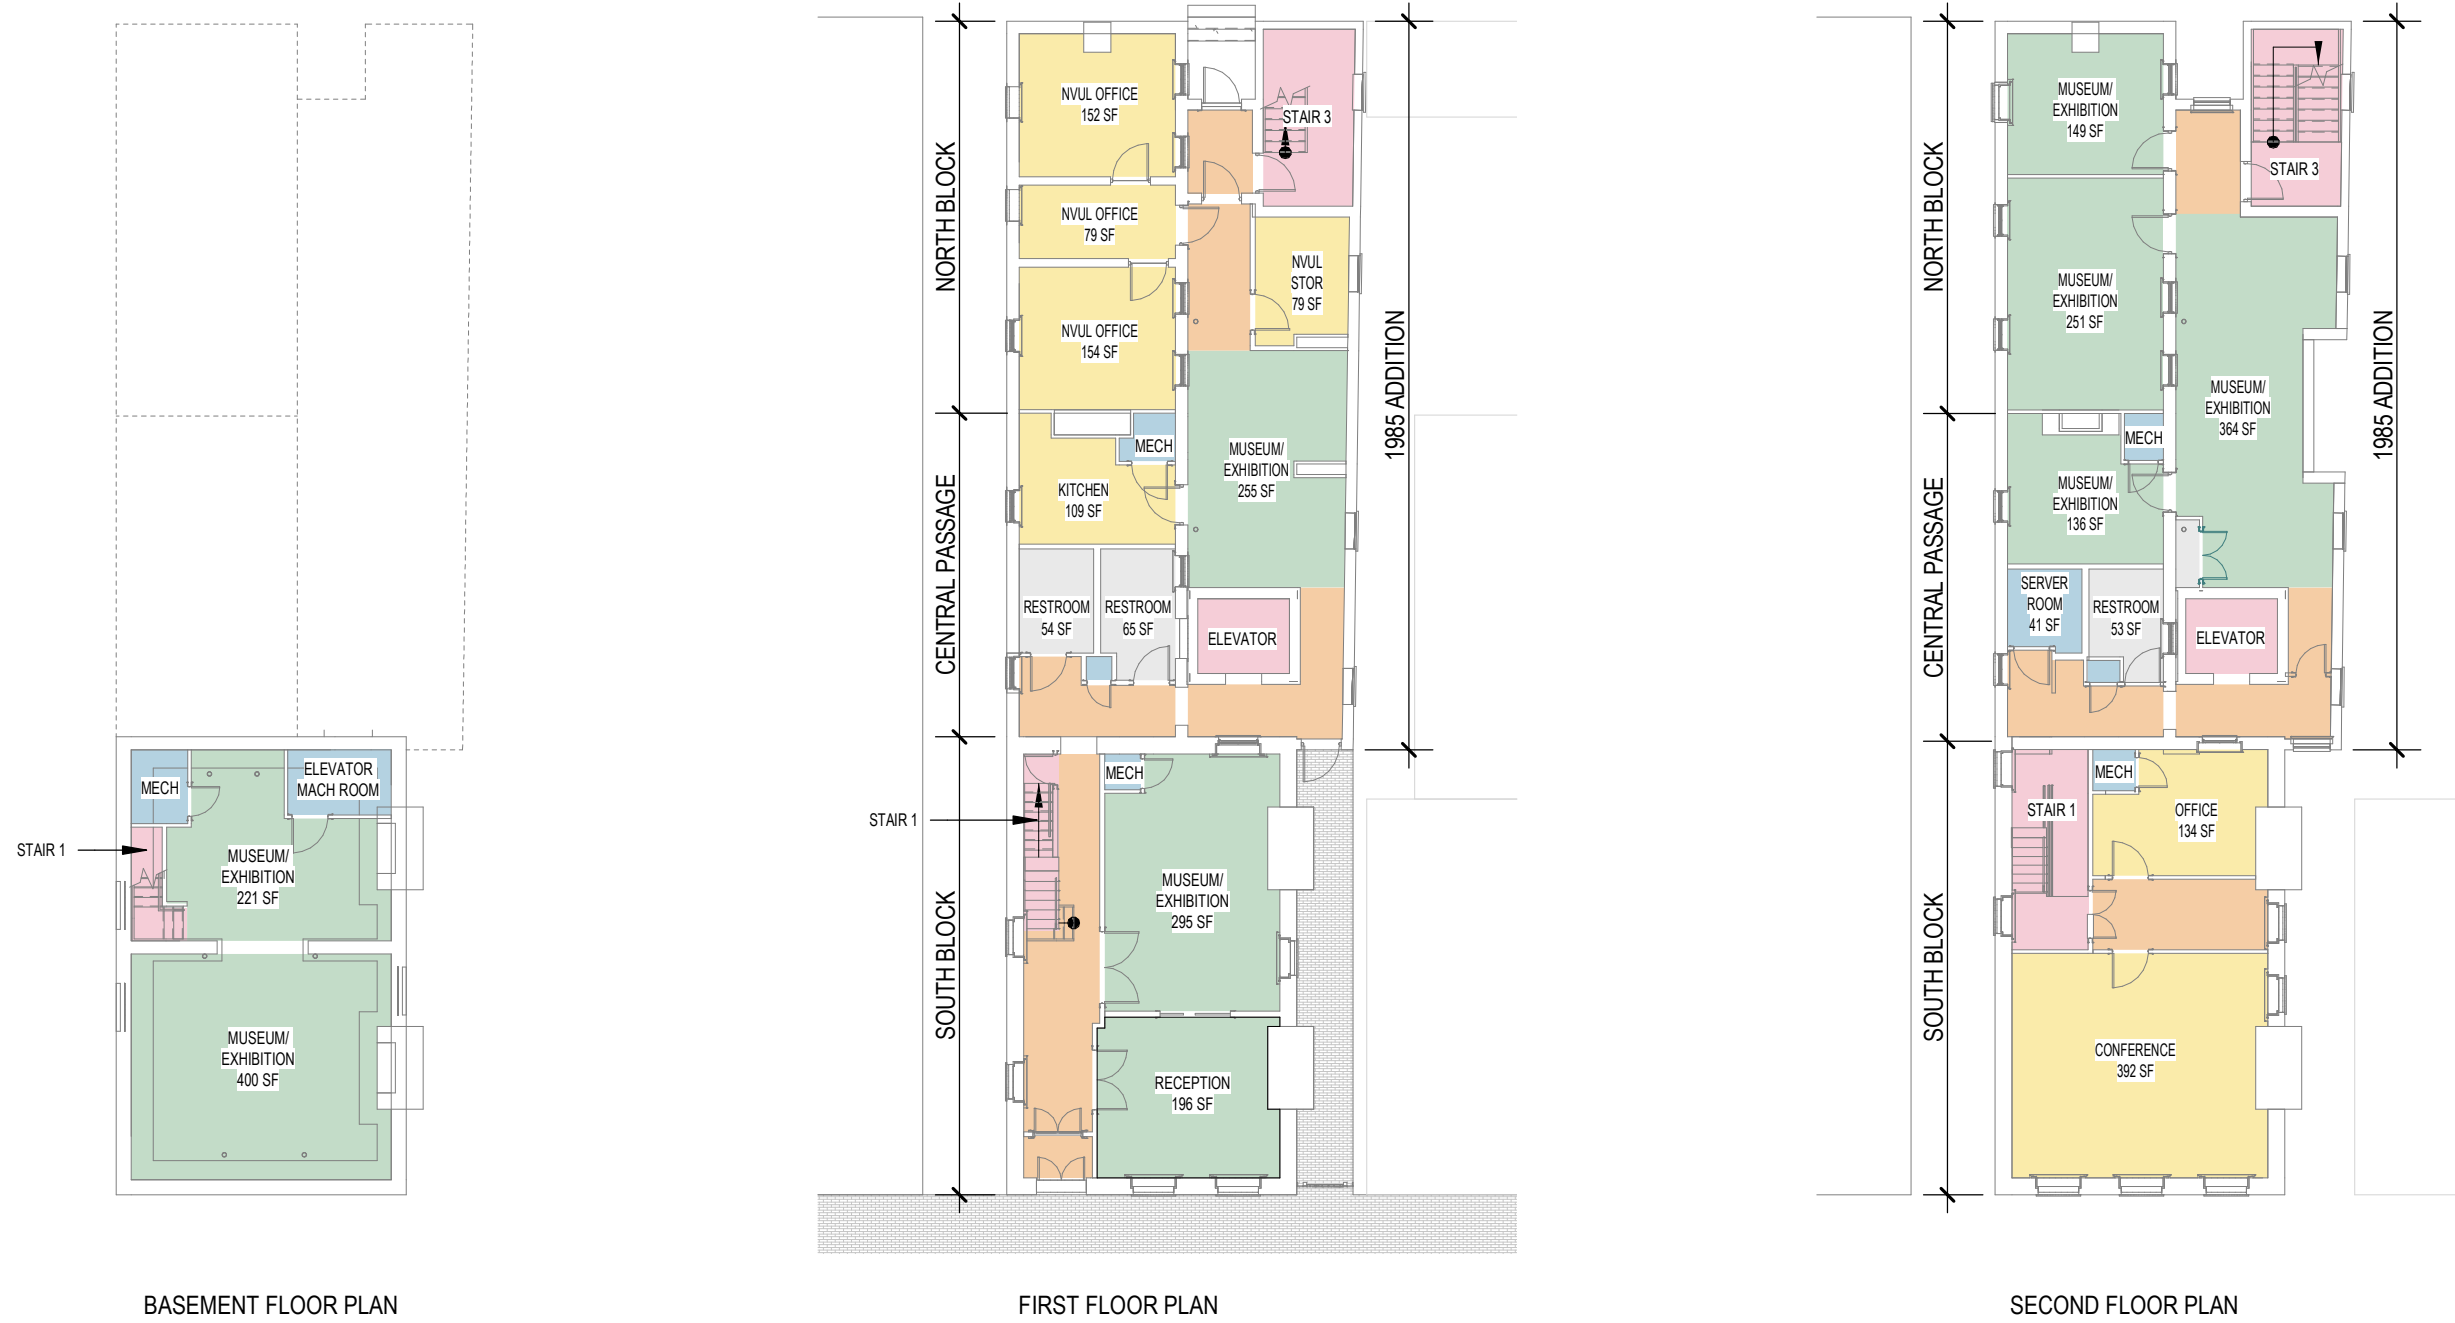 MECH
ELEVATOR
MACH ROOM
STAIR 1
MUSEUM/
EXHIBITION
221 SF
MUSEUM/
EXHIBITION
400 SF
BASEMENT FLOOR PLAN
NORTH BLOCK
CENTRAL PASSAGE
SOUTH BLOCK
1985 ADDITION
NVUL OFFICE
152 SF
STAIR 3
NVUL OFFICE
79 SF
NVUL
STOR
79 SF
NVUL OFFICE
154 SF
MECH
MUSEUM/
EXHIBITION
255 SF
KITCHEN
109 SF
RESTROOM
54 SF
RESTROOM
65 SF
ELEVATOR
MECH
STAIR 1
MUSEUM/
EXHIBITION
295 SF
RECEPTION
196 SF
FIRST FLOOR PLAN
NORTH BLOCK
CENTRAL PASSAGE
SOUTH BLOCK
1985 ADDITION
MUSEUM/
EXHIBITION
149 SF
STAIR 3
MUSEUM/
EXHIBITION
251 SF
MUSEUM/
EXHIBITION
364 SF
MECH
MUSEUM/
EXHIBITION
136 SF
SERVER
ROOM
41 SF
RESTROOM
53 SF
ELEVATOR
MECH
STAIR 1
OFFICE
134 SF
CONFERENCE
392 SF
SECOND FLOOR PLAN